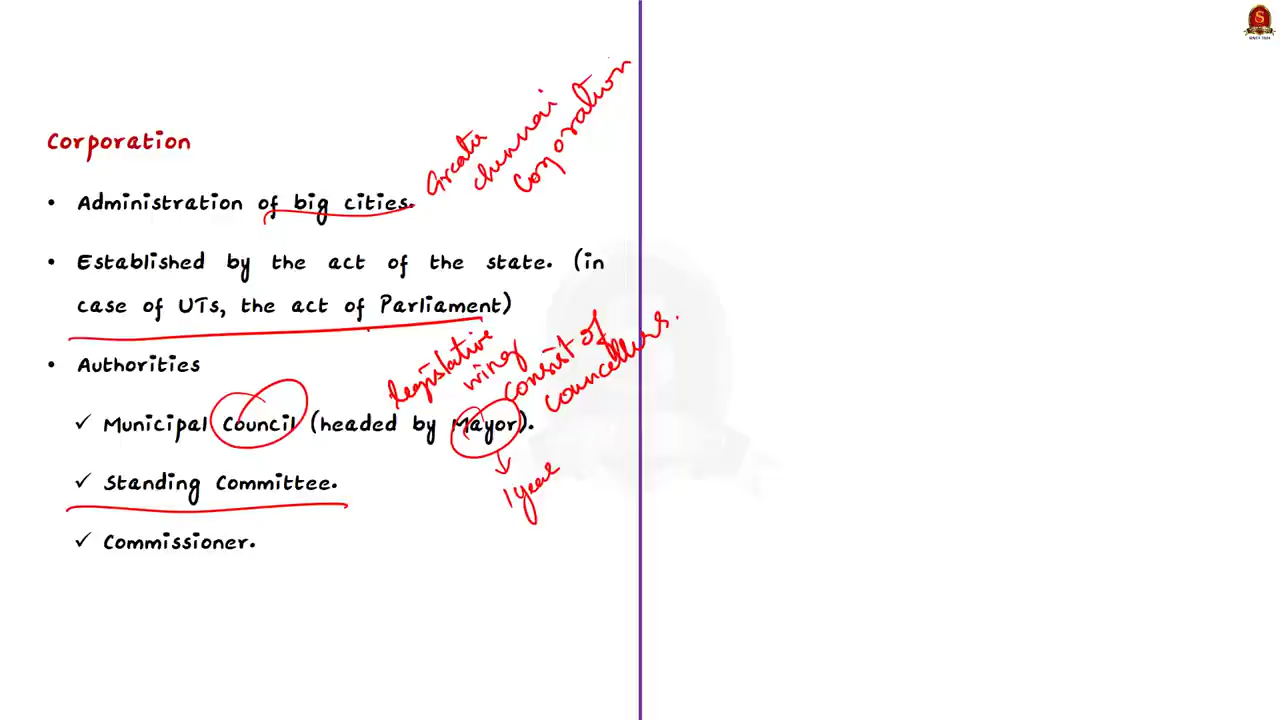 Corporation
Greater
chennai
corporation
• Administration of big cities.
• Established by the act of the state. (in
case of UTs, the act of Parliament)
• Authorities
legislative
wing
consist of
councellers.
✓ Municipal Council (headed by Mayor).
1 year
✓ Standing Committee.
✓ Commissioner.